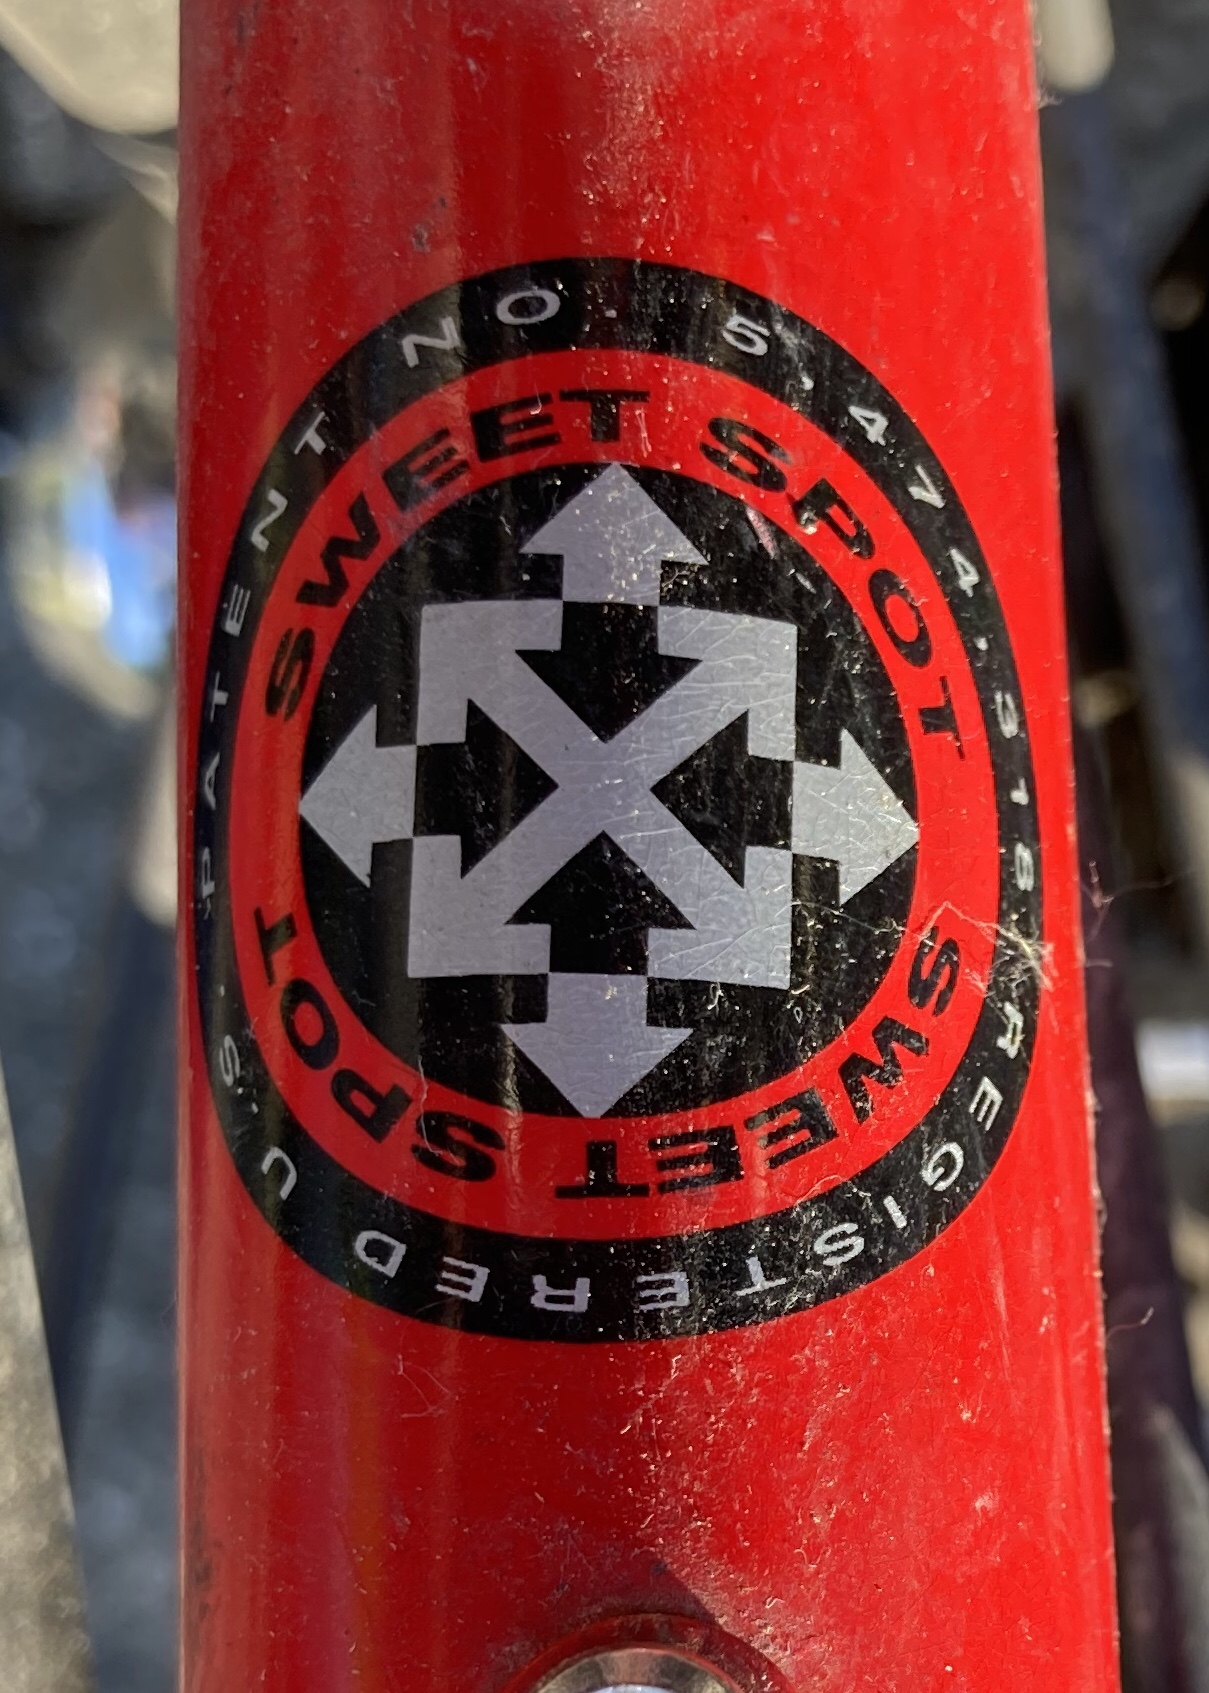 REGISTERED U.S. PATENT NO. 5,474,318
SWEET SPOT SWEET SPOT